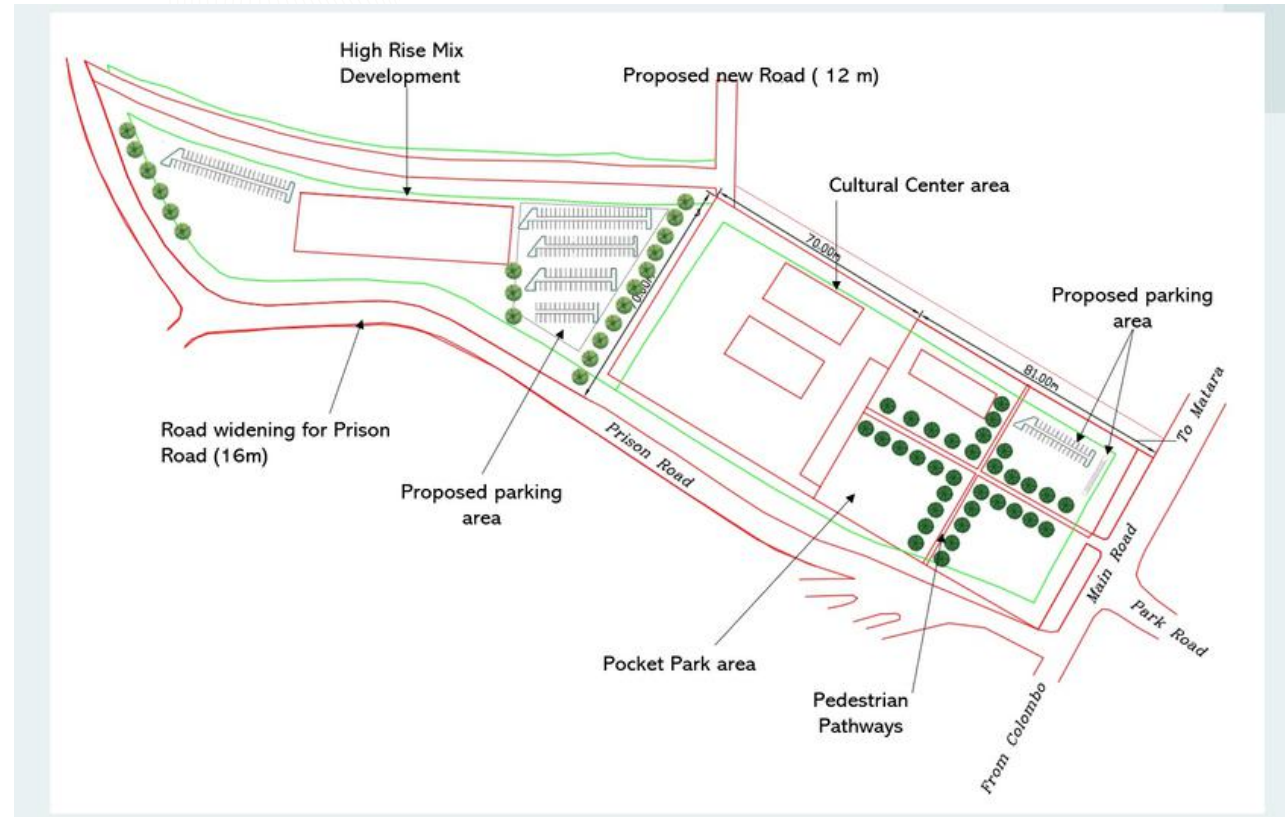 High Rise Mix
Development
Proposed new Road ( 12 m)
Cultural Center area
70.00m
Proposed parking
area
70.00m
81.00m
To Matara
Road widening for Prison
Road (16m)
Prison Road
Proposed parking
area
Main Road
Park Road
Pocket Park area
Pedestrian
Pathways
From Colombo